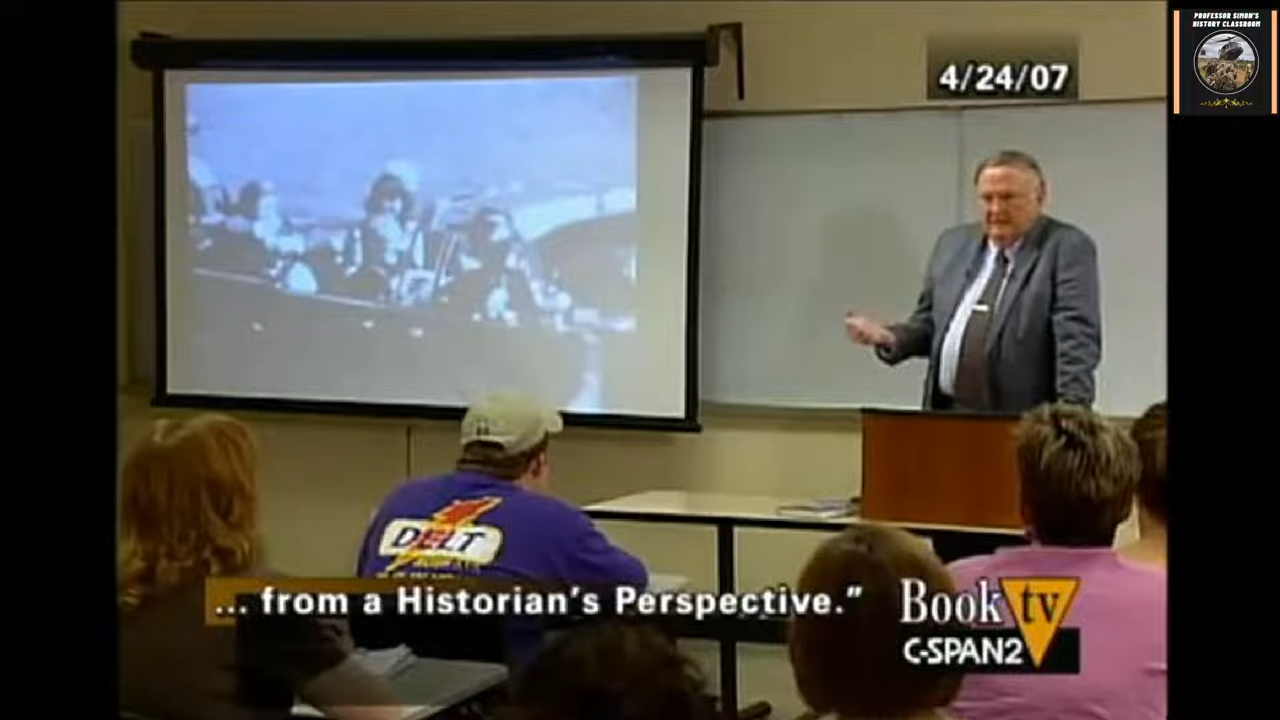 PROFESSOR SIMON'S
HISTORY CLASSROOM
4/24/07
DELT
... from a Historian's Perspective.”
Book tv
C-SPAN2